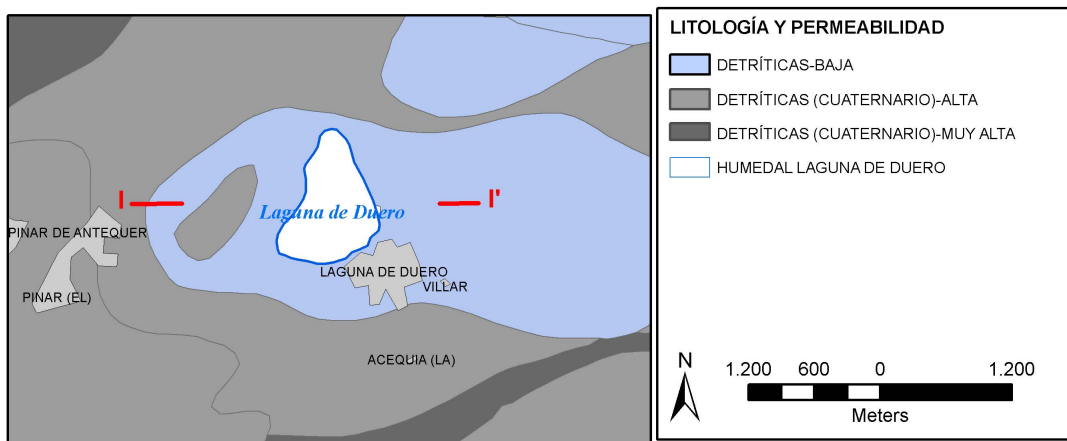 I
I'
Laguna de Duero
PINAR DE ANTEQUER
LAGUNA DE DUERO
VILLAR
PINAR (EL)
ACEQUIA (LA)
LITOLOGÍA Y PERMEABILIDAD
DETRÍTICAS-BAJA
DETRÍTICAS (CUATERNARIO)-ALTA
DETRÍTICAS (CUATERNARIO)-MUY ALTA
HUMEDAL LAGUNA DE DUERO
N
1.200 600 0 1.200
Meters